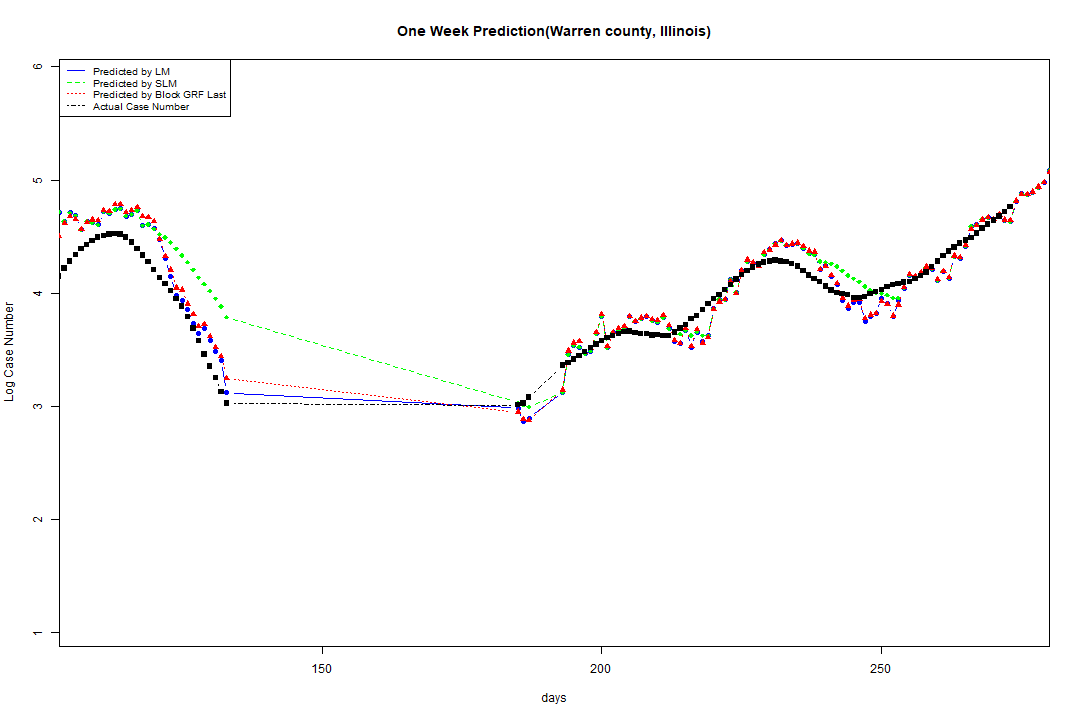 One Week Prediction(Warren county, Illinois)
Predicted by LM
Predicted by SLM
Predicted by Block GRF Last
Actual Case Number
6
5
4
3
2
1
Log Case Number
150
200
250
days